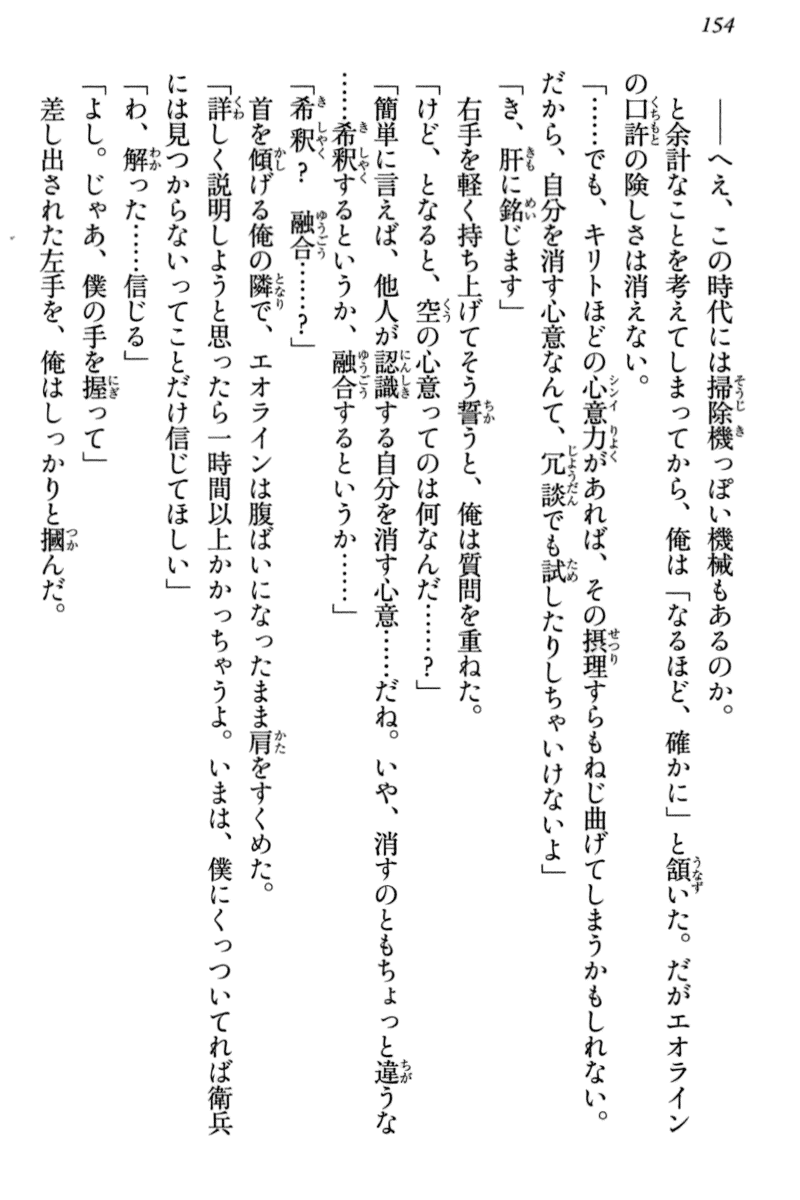 154
――へえ、この時代には掃除機っぽい機械もあるのか。
と余計なことを考えてしまってから、俺は「なるほど、確かに」と頷いた。だがエオライン
の口許の険しさは消えない。
「……でも、キリトほどの心意力があれば、その摂理すらもねじ曲げてしまうかもしれない。
だから、自分を消す心意なんて、冗談でも試したりしちゃいけないよ」
「き、肝に銘じます」
右手を軽く持ち上げてそう誓うと、俺は質問を重ねた。
「けど、となると、空の心意ってのは何なんだ……？」
「簡単に言えば、他人が認識する自分を消す心意……だね。いや、消すのともちょっと違うな
……希釈するというか、融合するというか……」
「希釈？　融合……？」
首を傾げる俺の隣で、エオラインは腹ばいになったまま肩をすくめた。
「詳しく説明しようと思ったら一時間以上かかっちゃうよ。いまは、僕にくっついてれば衛兵
には見つからないってことだけ信じてほしい」
「わ、解った……信じる」
「よし。じゃあ、僕の手を握って」
差し出された左手を、俺はしっかりと摑んだ。